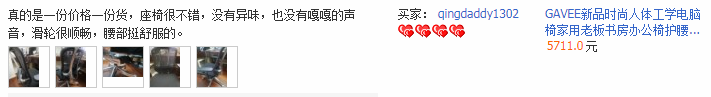 真的是一份价格一份货，座椅很不错，没有异味，也没有嘎嘎的声
音，滑轮很顺畅，腰部挺舒服的。
买家： qingdaddy1302
GAVEE新品时尚人体工学电脑
椅家用老板书房办公椅护腰...
5711.0 元